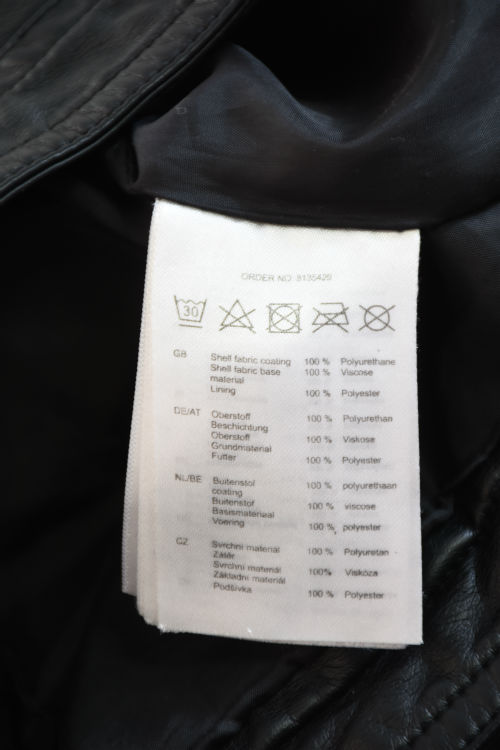 ORDER NO: 8135420
30
GB Shell fabric coating 100 % Polyurethane
Shell fabric base 100 % Viscose
material
Lining 100 % Polyester
DE/AT Oberstoff 100 % Polyurethan
Beschichtung
Oberstoff 100 % Viskose
Grundmaterial
Futter 100 % Polyester
NL/BE Buitenstof 100 % polyurethaan
coating
Buitenstof 100 % viscose
Basismateriaal
Voering 100 % polyester
CZ Svrchní materiál 100 % Polyuretan
Zátěr
Svrchní materiál 100% Viskóza
Základní materiál
Podšívka 100 % Polyester